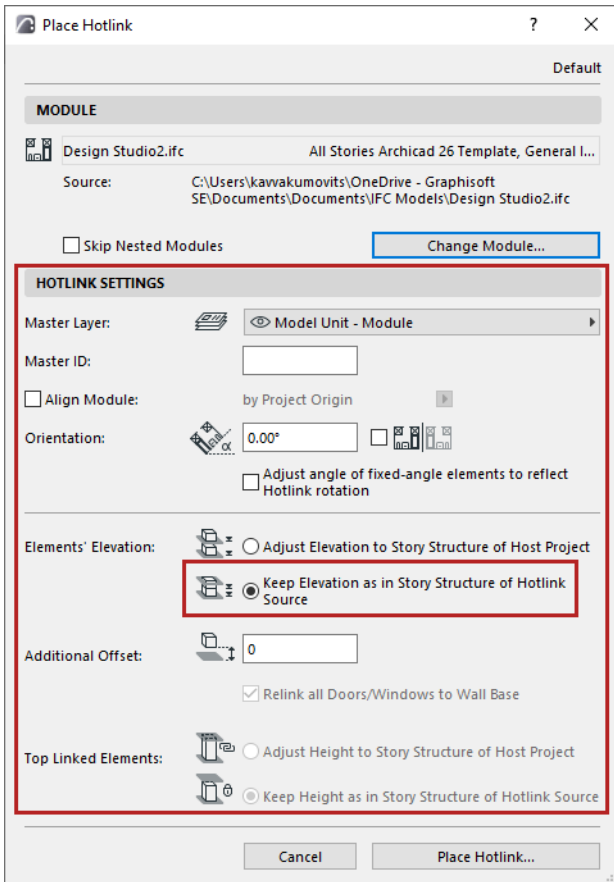 Place Hotlink
?
Default
MODULE
Design Studio2.ifc All Stories Archicad 26 Template, General I...
Source: C:\Users\kavvakumovits\OneDrive - Graphisoft
SE\Documents\Documents\IFC Models\Design Studio2.ifc
Skip Nested Modules Change Module...
HOTLINK SETTINGS
Master Layer: Model Unit - Module
Master ID:
Align Module: by Project Origin
Orientation: α 0.00°
Adjust angle of fixed-angle elements to reflect
Hotlink rotation
Elements' Elevation: Adjust Elevation to Story Structure of Host Project
Keep Elevation as in Story Structure of Hotlink
Source
Additional Offset: 0
Relink all Doors/Windows to Wall Base
Top Linked Elements: Adjust Height to Story Structure of Host Project
Keep Height as in Story Structure of Hotlink Source
Cancel Place Hotlink...